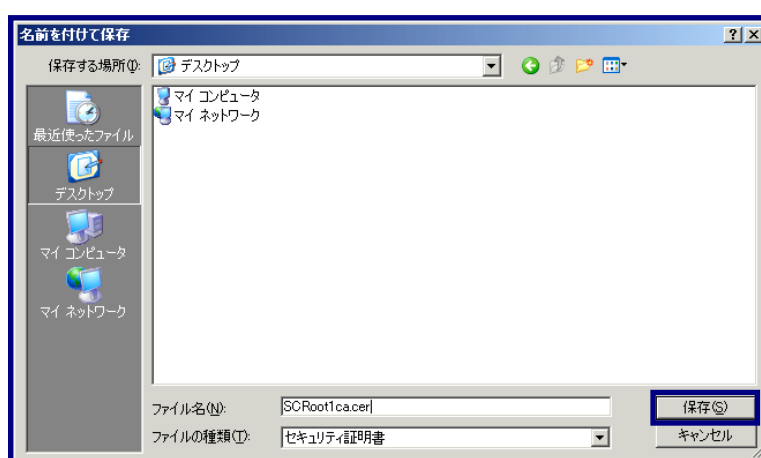 名前を付けて保存
保存する場所(I):
デスクトップ
マイ コンピュータ
マイ ネットワーク
最近使ったファイル
デスクトップ
マイ コンピュータ
マイ ネットワーク
ファイル名(N):
SCRoot1ca.cer
保存(S)
ファイルの種類(T):
セキュリティ証明書
キャンセル